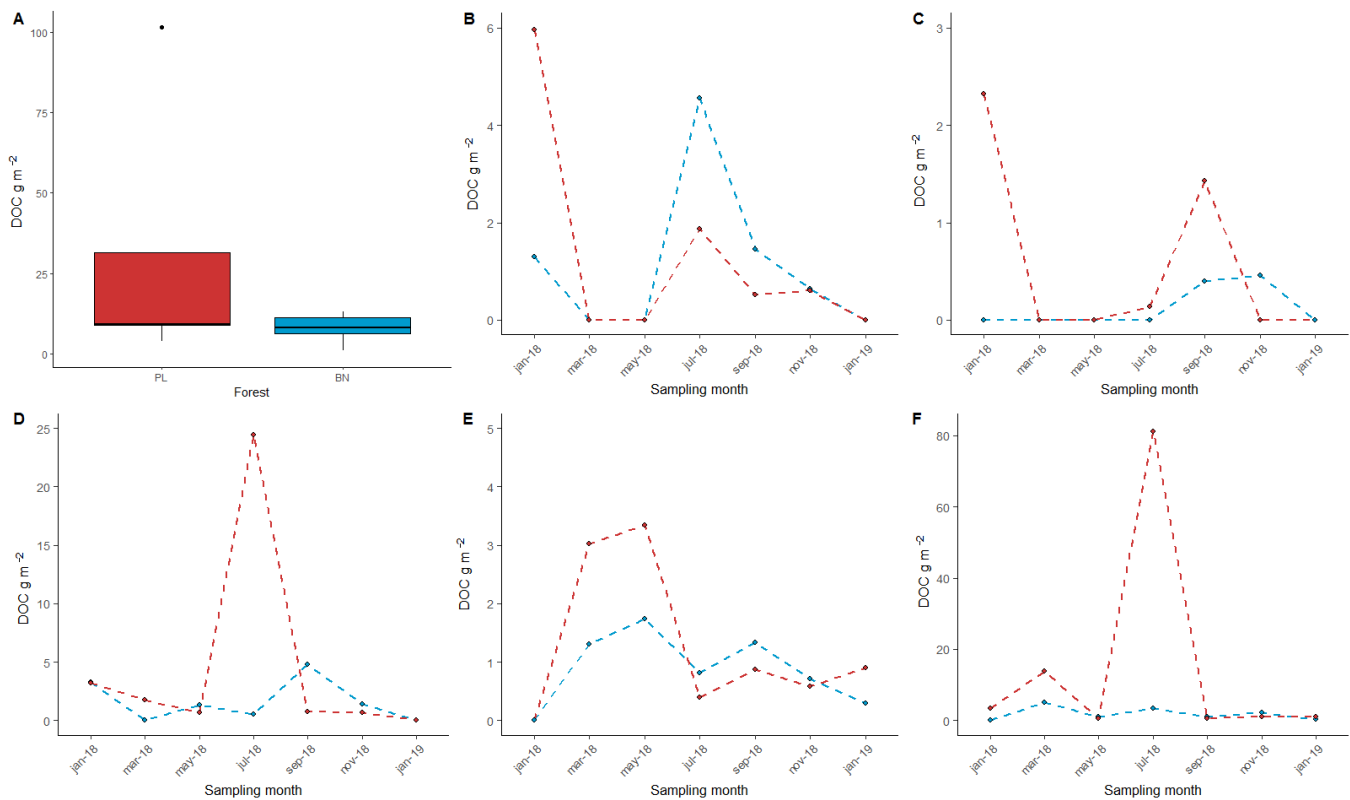 A
DOC g m -2
100
75
50
25
0
PL BN
Forest
B
DOC g m -2
6
4
2
0
jan-18 mar-18 may-18 jul-18 sep-18 nov-18 jan-19
Sampling month
C
DOC g m -2
3
2
1
0
jan-18 mar-18 may-18 jul-18 sep-18 nov-18 jan-19
Sampling month
D
DOC g m -2
25
20
15
10
5
0
jan-18 mar-18 may-18 jul-18 sep-18 nov-18 jan-19
Sampling month
E
DOC g m -2
5
4
3
2
1
0
jan-18 mar-18 may-18 jul-18 sep-18 nov-18 jan-19
Sampling month
F
DOC g m -2
80
60
40
20
0
jan-18 mar-18 may-18 jul-18 sep-18 nov-18 jan-19
Sampling month